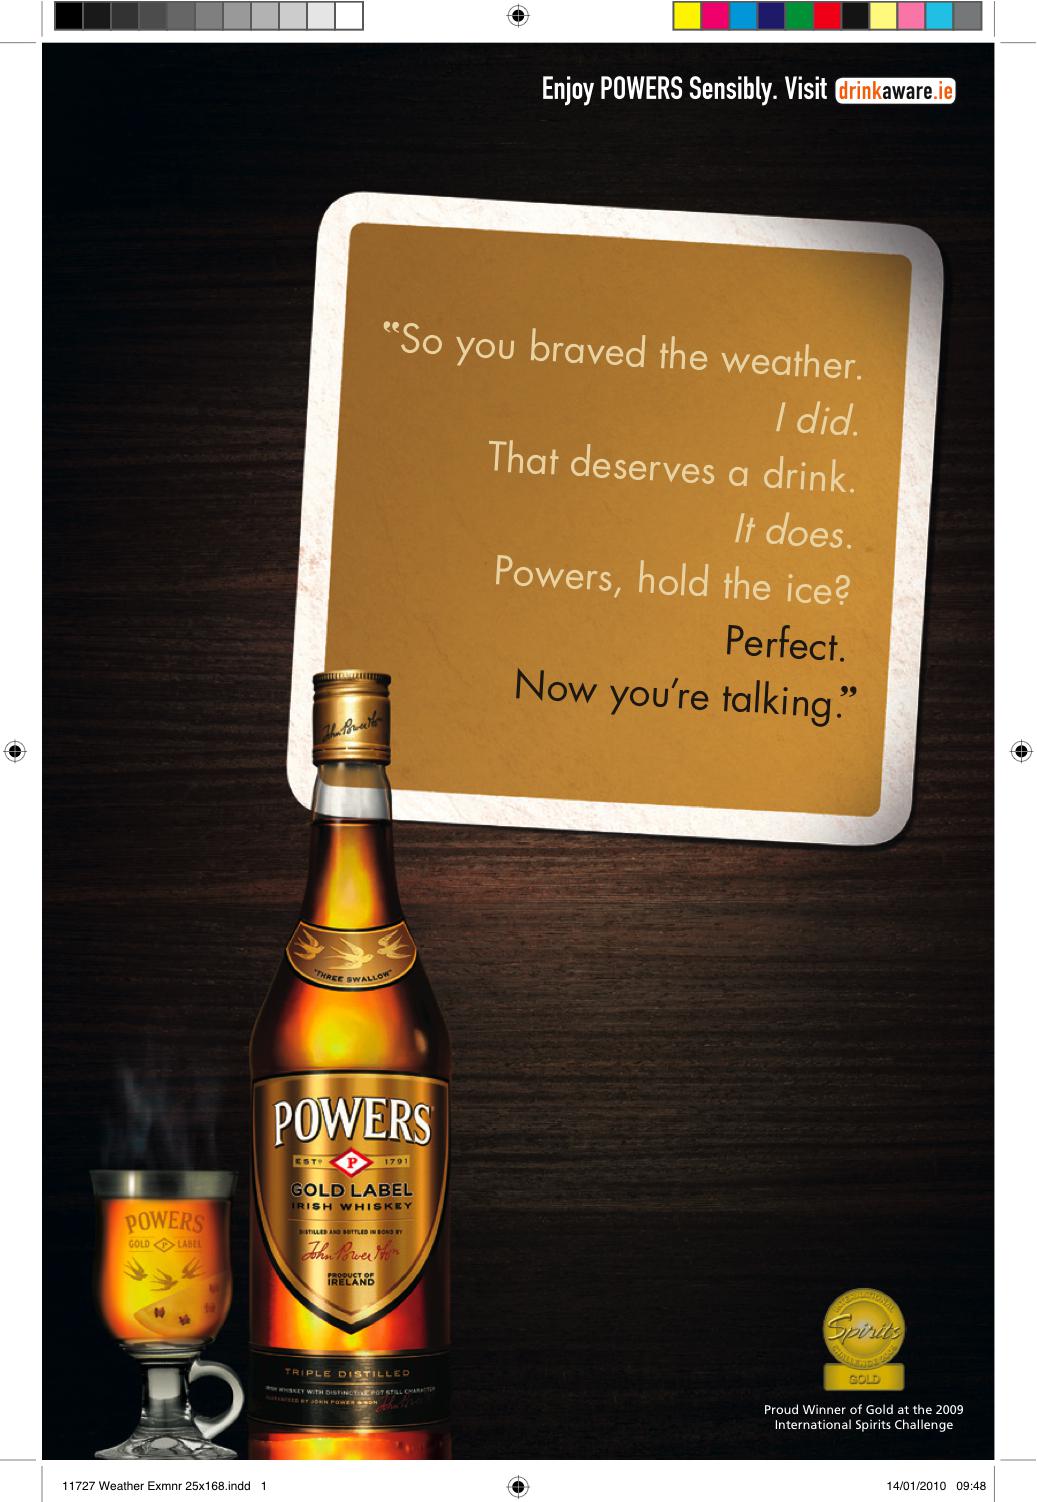 Enjoy POWERS Sensibly. Visit drinkaware.ie
“So you braved the weather.
I did.
That deserves a drink.
It does.
Powers, hold the ice?
Perfect.
Now you're talking.”
John Power & Son
"THREE SWALLOW"
POWERS
ESTD P 1791
GOLD LABEL
IRISH WHISKEY
DISTILLED AND BOTTLED IN BOND BY
John Power & Son
PRODUCT OF
IRELAND
TRIPLE DISTILLED
IRISH WHISKEY WITH DISTINCTIVE POT STILL CHARACTER
GUARANTEED BY JOHN POWER & SON
POWERS
GOLD P LABEL
INTERNATIONAL
Spirits
CHALLENGE
GOLD
Proud Winner of Gold at the 2009
International Spirits Challenge
11727 Weather Exmnr 25x168.indd 1
14/01/2010 09:48